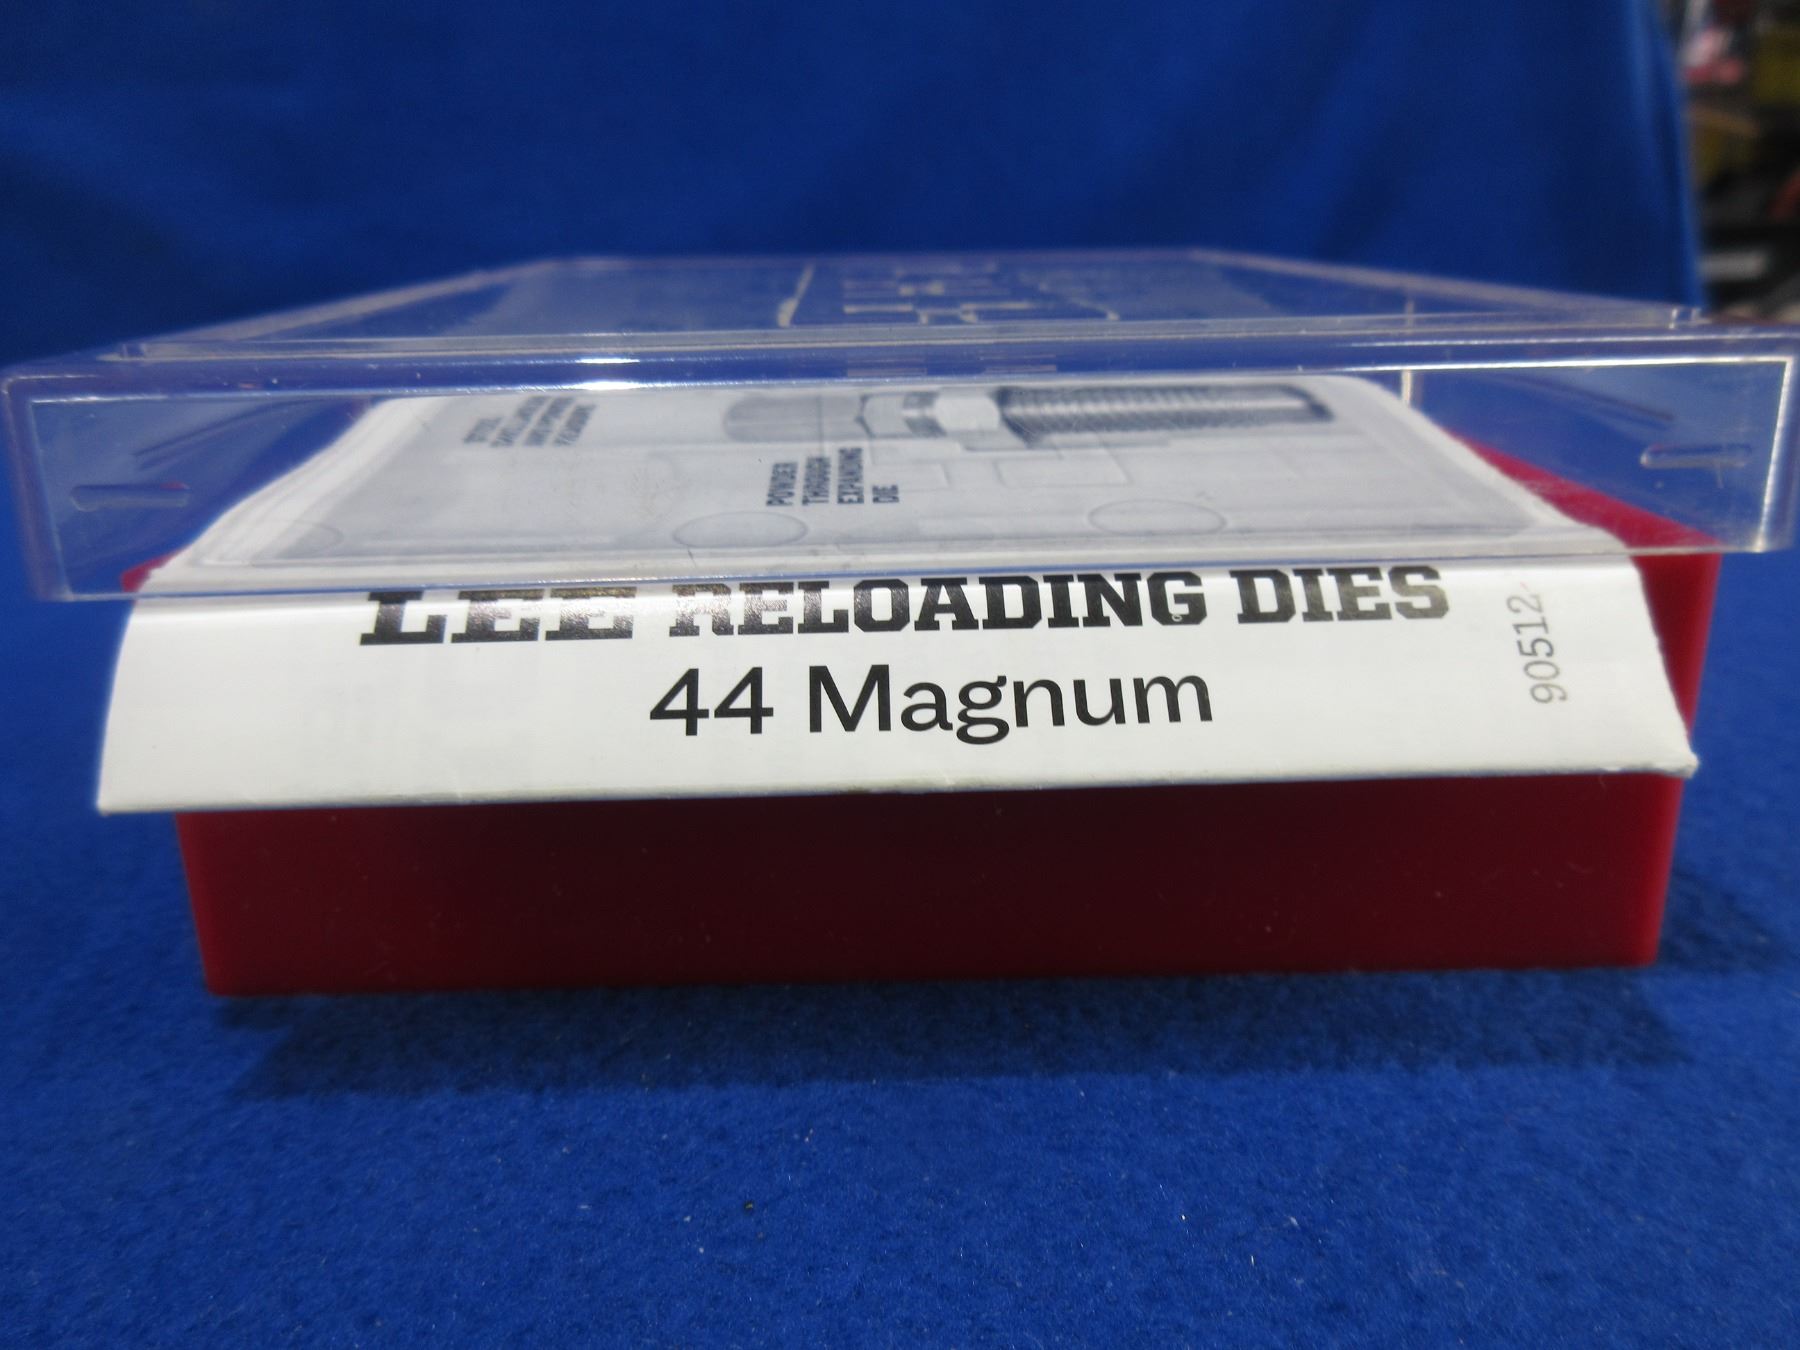 POWDER
THROUGH
EXPANDING
DIE
LEE RELOADING DIES
44 Magnum
90512